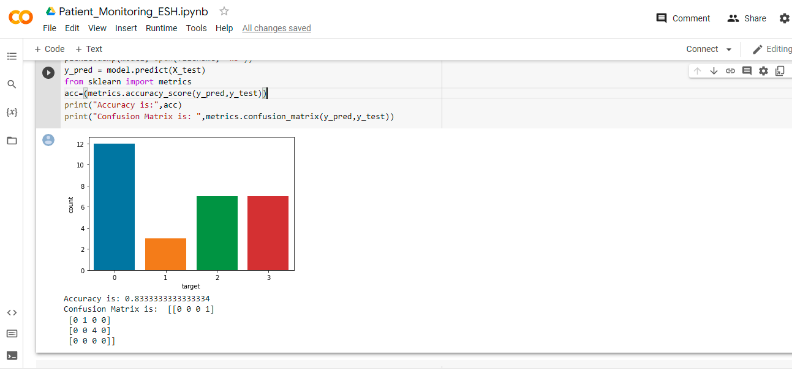 Patient_Monitoring_ESH.ipynb
Comment
Share
File Edit View Insert Runtime Tools Help All changes saved
+ Code + Text
Connect
Editing
y_pred = model.predict(X_test)
from sklearn import metrics
acc=(metrics.accuracy_score(y_pred,y_test))
print("Accuracy is:",acc)
print("Confusion Matrix is: ",metrics.confusion_matrix(y_pred,y_test))
{x}
12
10
8
6
4
2
0
count
0 1 2 3
target
Accuracy is: 0.8333333333333334
Confusion Matrix is: [[0 0 0 1]
[0 1 0 0]
[0 0 4 0]
[0 0 0 0]]